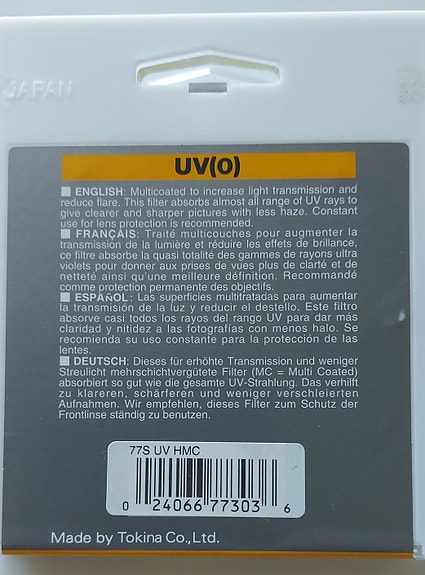 JAPAN
UV(0)
■ ENGLISH: Multicoated to increase light transmission and
reduce flare. This filter absorbs almost all range of UV rays to
give clearer and sharper pictures with less haze. Constant
use for lens protection is recommended.
■ FRANÇAIS: Traité multicouches pour augmenter la
transmission de la lumière et réduire les effets de brillance,
ce filtre absorbe la quasi totalité des gammes de rayons ultra
violets pour donner aux prises de vues plus de clarté et de
netteté ainsi qu'une meilleure définition. Recommandé
comme protection permanente des objectifs.
■ ESPAÑOL: Las superficies multitratadas para aumentar
la transmisión de la luz y reducir el destello. Este filtro
absorve casi todos los rayos del rango UV para dar más
claridad y nitidez a las fotografías con menos halo. Se
recomienda su uso constante para la protección de las
lentes.
■ DEUTSCH: Dieses für erhöhte Transmission und weniger
Streulicht mehrschichtvergütete Filter (MC = Multi Coated)
absorbiert so gut wie die gesamte UV-Strahlung. Das verhilft
zu klareren, schärferen und weniger verschleierten
Aufnahmen. Wir empfehlen, dieses Filter zum Schutz der
Frontlinse ständig zu benutzen.
77S UV HMC
0 24066 77303 6
Made by Tokina Co.,Ltd.